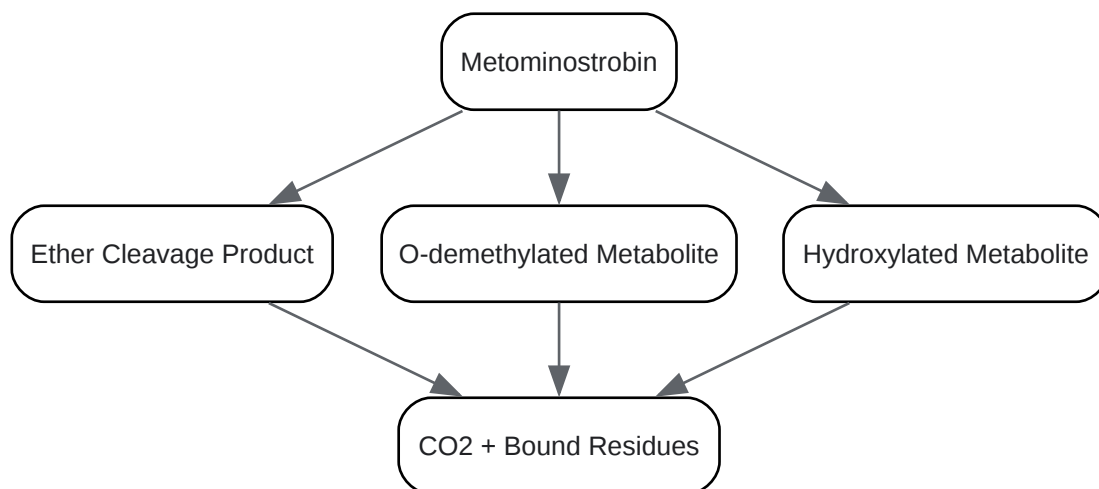 Metominostrobin
Ether Cleavage Product
O-demethylated Metabolite
Hydroxylated Metabolite
CO2 + Bound Residues